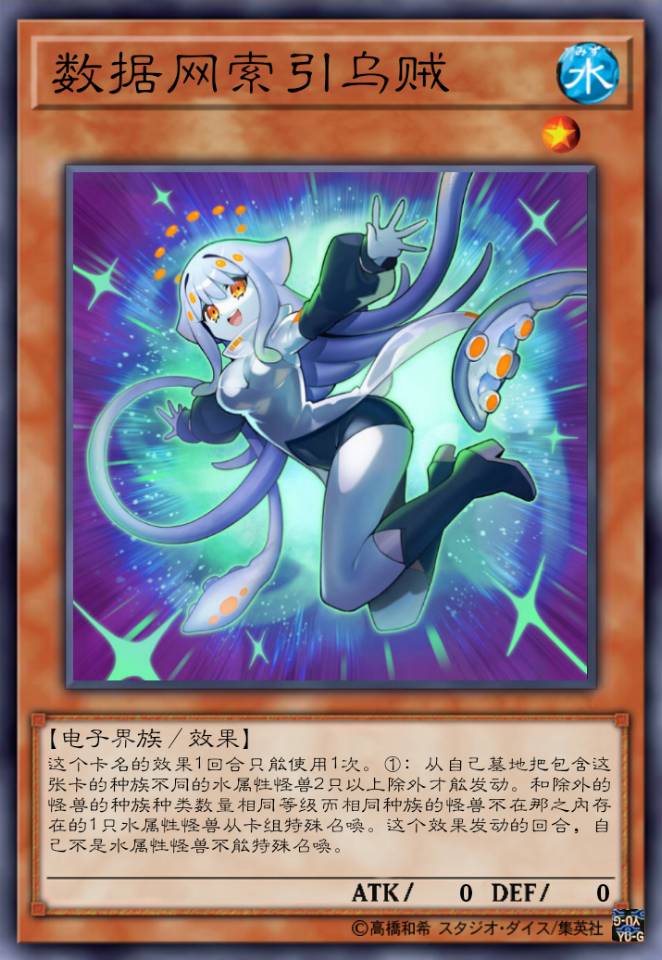 数据网索引乌贼
みず
水
【电子界族／效果】
这个卡名的效果1回合只能使用1次。①：从自己墓地把包含这
张卡的种族不同的水属性怪兽2只以上除外才能发动。和除外的
怪兽的种族种类数量相同等级而相同种族的怪兽不在那之内存
在的1只水属性怪兽从卡组特殊召唤。这个效果发动的回合，自
己不是水属性怪兽不能特殊召唤。
ATK/ 0 DEF/ 0
©高橋和希 スタジオ・ダイス/集英社